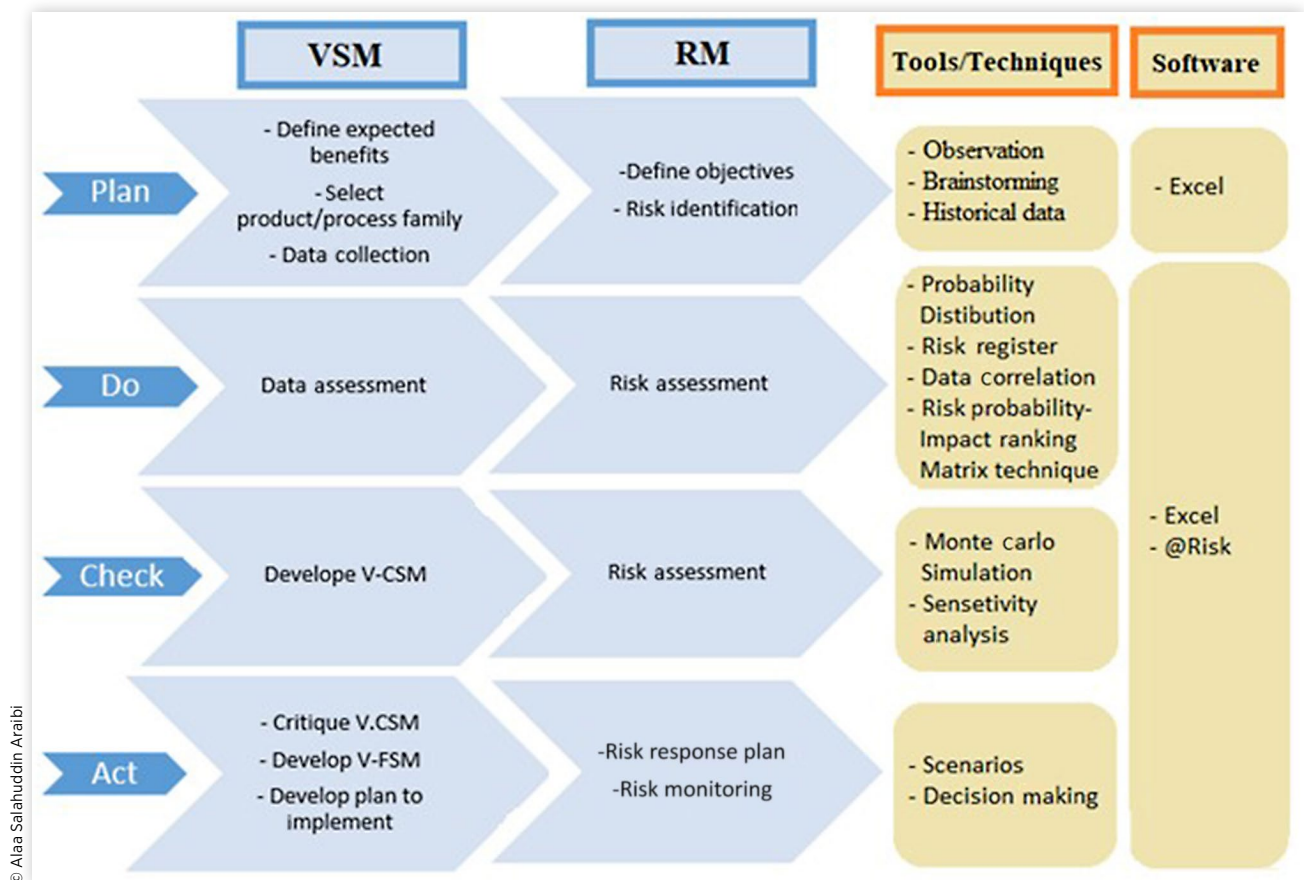 VSM
RM
Tools/Techniques
Software
Plan
- Define expected
benefits
- Select
product/process family
- Data collection
-Define objectives
- Risk identification
- Observation
- Brainstorming
- Historical data
- Excel
Do
Data assessment
Risk assessment
- Probability
Distibution
- Risk register
- Data correlation
- Risk probability-
Impact ranking
Matrix technique
- Excel
- @Risk
Check
Develope V-CSM
Risk assessment
- Monte carlo
Simulation
- Sensetivity
analysis
Act
- Critique V.CSM
- Develop V-FSM
- Develop plan to
implement
-Risk response plan
-Risk monitoring
- Scenarios
- Decision making
© Alaa Salahuddin Araibi